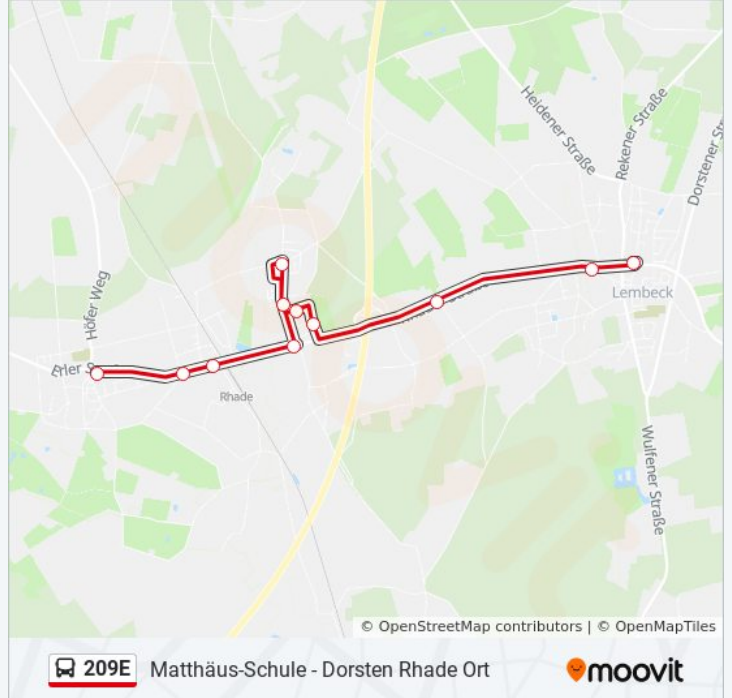 Heidener Straße
Rekener Straße
Dorstener St
Höfer Weg
Lembeck
Erler S
Rhade
Wulfener Straße
© OpenStreetMap contributors | © OpenMapTiles
209E Matthäus-Schule - Dorsten Rhade Ort moovit